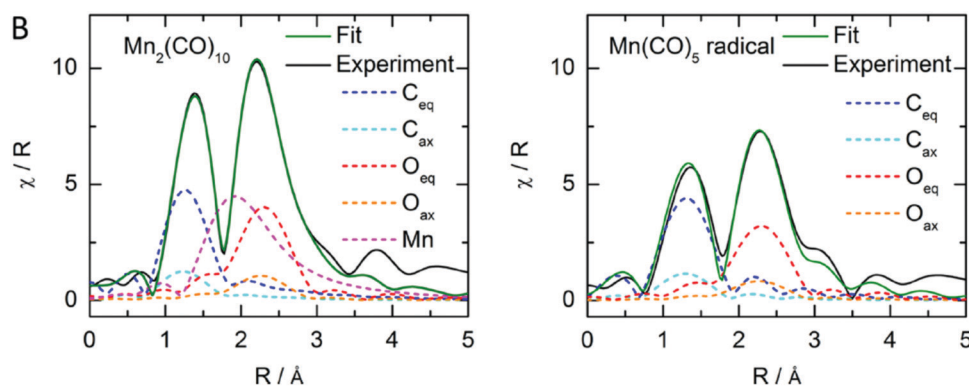 B
Mn2(CO)10
Fit
Experiment
Ceq
Cax
Oeq
Oax
Mn
10
5
0
χ / R
0 1 2 3 4 5
R / Å
Mn(CO)5 radical
Fit
Experiment
Ceq
Cax
Oeq
Oax
10
5
0
χ / R
0 1 2 3 4 5
R / Å